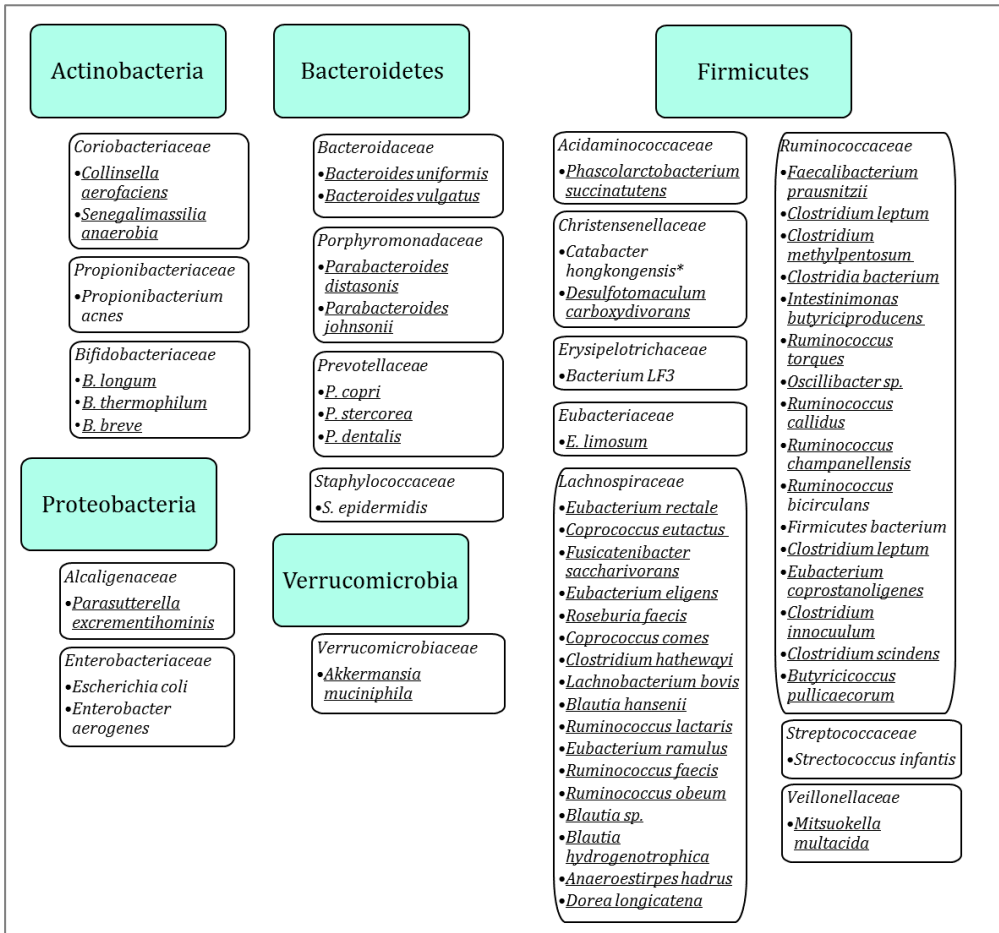 Actinobacteria
Coriobacteriaceae
•Collinsella
aerofaciens
•Senegalimassilia
anaerobia
Propionibacteriaceae
•Propionibacterium
acnes
Bifidobacteriaceae
• B. longum
• B. thermophilum
• B. breve
Proteobacteria
Alcaligenaceae
•Parasutterella
excrementihominis
Enterobacteriaceae
•Escherichia coli
•Enterobacter
aerogenes
Bacteroidetes
Bacteroidaceae
•Bacteroides uniformis
•Bacteroides vulgatus
Porphyromonadaceae
•Parabacteroides
distasonis
•Parabacteroides
johnsonii
Prevotellaceae
•P. copri
•P. stercorea
•P. dentalis
Staphylococcaceae
•S. epidermidis
Verrucomicrobia
Verrucomicrobiaceae
•Akkermansia
muciniphila
Firmicutes
Acidaminococcaceae
•Phascolarctobacterium
succinatutens
Christensenellaceae
•Catabacter
hongkongensis*
•Desulfotomaculum
carboxydivorans
Erysipelotrichaceae
•Bacterium LF3
Eubacteriaceae
•E. limosum
Lachnospiraceae
•Eubacterium rectale
•Coprococcus eutactus
•Fusicatenibacter
saccharivorans
•Eubacterium eligens
•Roseburia faecis
•Coprococcus comes
•Clostridium hathewayi
•Lachnobacterium bovis
•Blautia hansenii
•Ruminococcus lactaris
•Eubacterium ramulus
•Ruminococcus faecis
•Ruminococcus obeum
•Blautia sp.
•Blautia
hydrogenotrophica
•Anaeroestirpes hadrus
•Dorea longicatena
Ruminococcaceae
•Faecalibacterium
prausnitzii
•Clostridium leptum
•Clostridium
methylpentosum
•Clostridia bacterium
•Intestinimonas
butyriciproducens
•Ruminococcus
torques
•Oscillibacter sp.
•Ruminococcus
callidus
•Ruminococcus
champanellensis
•Ruminococcus
bicirculans
•Firmicutes bacterium
•Clostridium leptum
•Eubacterium
coprostanoligenes
•Clostridium
innocuulum
•Clostridium scindens
•Butyricicoccus
pullicaecorum
Streptococcaceae
•Strectococcus infantis
Veillonellaceae
•Mitsuokella
multacida